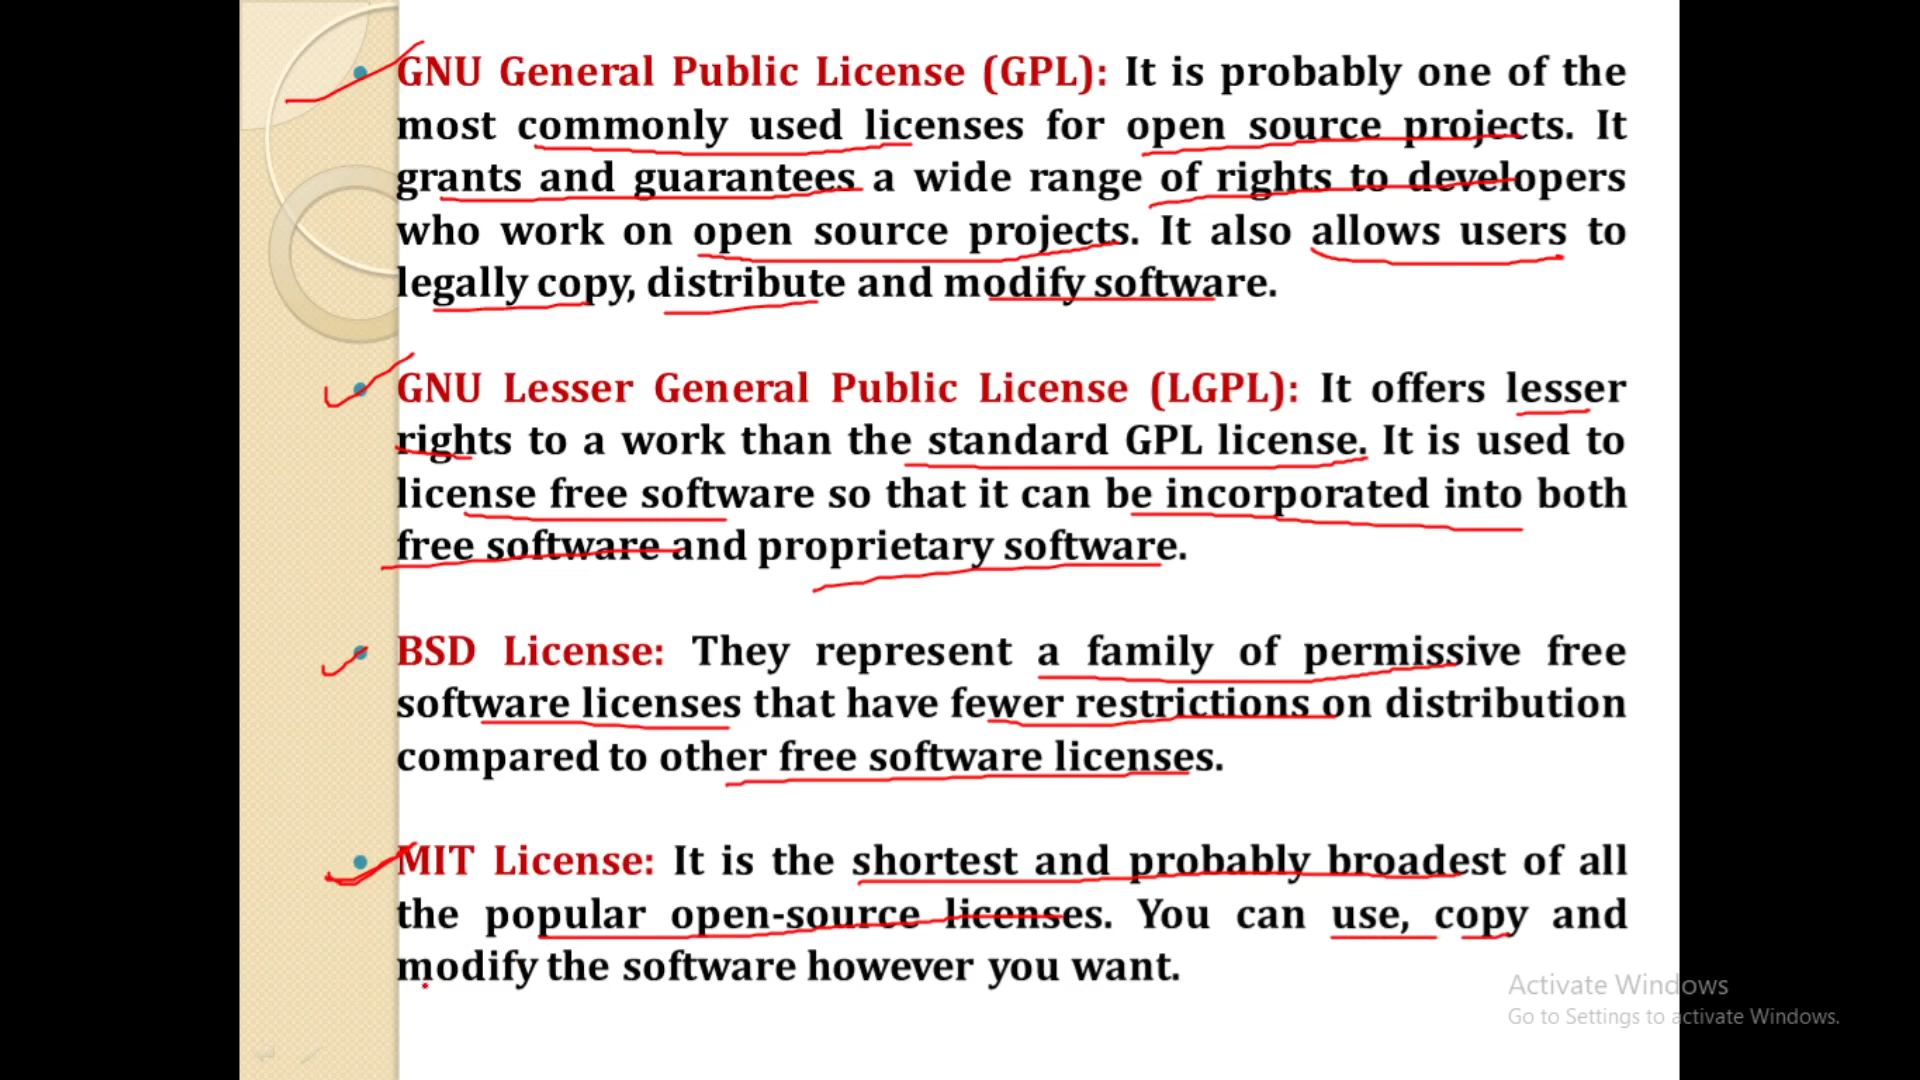 GNU General Public License (GPL): It is probably one of the
most commonly used licenses for open source projects. It
grants and guarantees a wide range of rights to developers
who work on open source projects. It also allows users to
legally copy, distribute and modify software.
GNU Lesser General Public License (LGPL): It offers lesser
rights to a work than the standard GPL license. It is used to
license free software so that it can be incorporated into both
free software and proprietary software.
BSD License: They represent a family of permissive free
software licenses that have fewer restrictions on distribution
compared to other free software licenses.
MIT License: It is the shortest and probably broadest of all
the popular open-source licenses. You can use, copy and
modify the software however you want.
Activate Windows
Go to Settings to activate Windows.